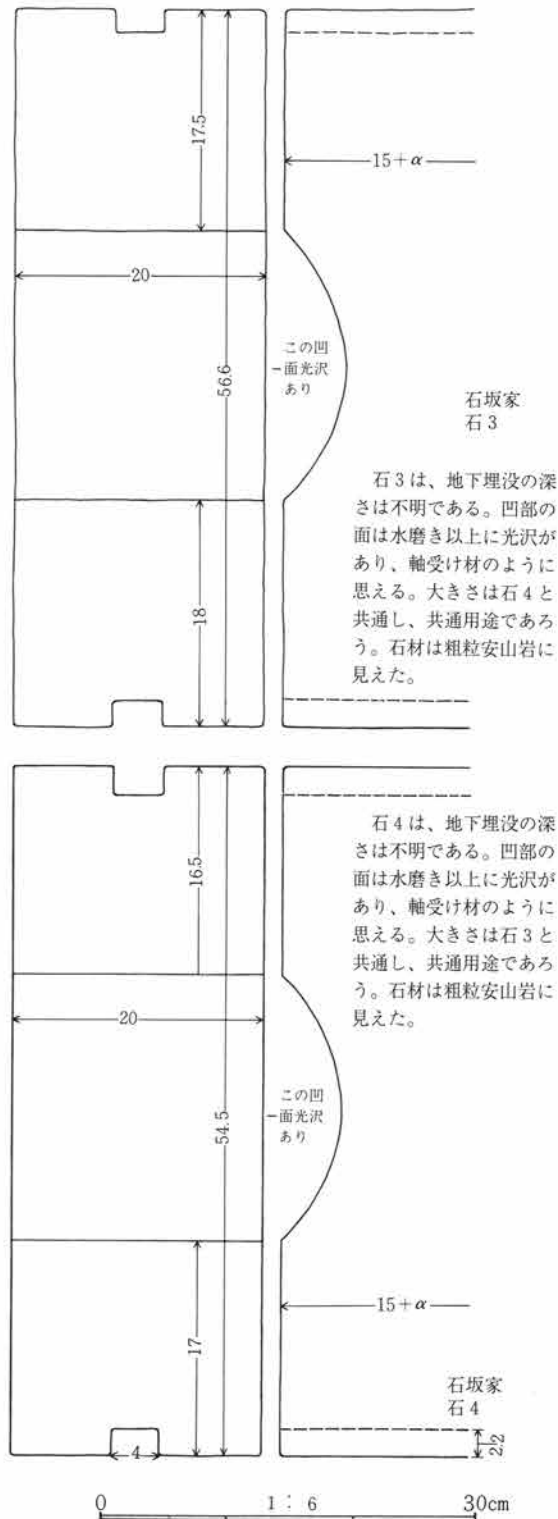 17.5
15+α
20
この凹
面光沢
あり
56.6
石坂家
石3
石3は、地下埋没の深
さは不明である。凹部の
面は水磨き以上に光沢が
あり、軸受け材のように
思える。大きさは石4と
共通し、共通用途であろ
う。石材は粗粒安山岩に
見えた。
18
16.5
石4は、地下埋没の深
さは不明である。凹部の
面は水磨き以上に光沢が
あり、軸受け材のように
思える。大きさは石3と
共通し、共通用途であろ
う。石材は粗粒安山岩に
見えた。
20
この凹
面光沢
あり
54.5
15+α
17
石坂家
石4
2.2
4
0 1:6 30cm